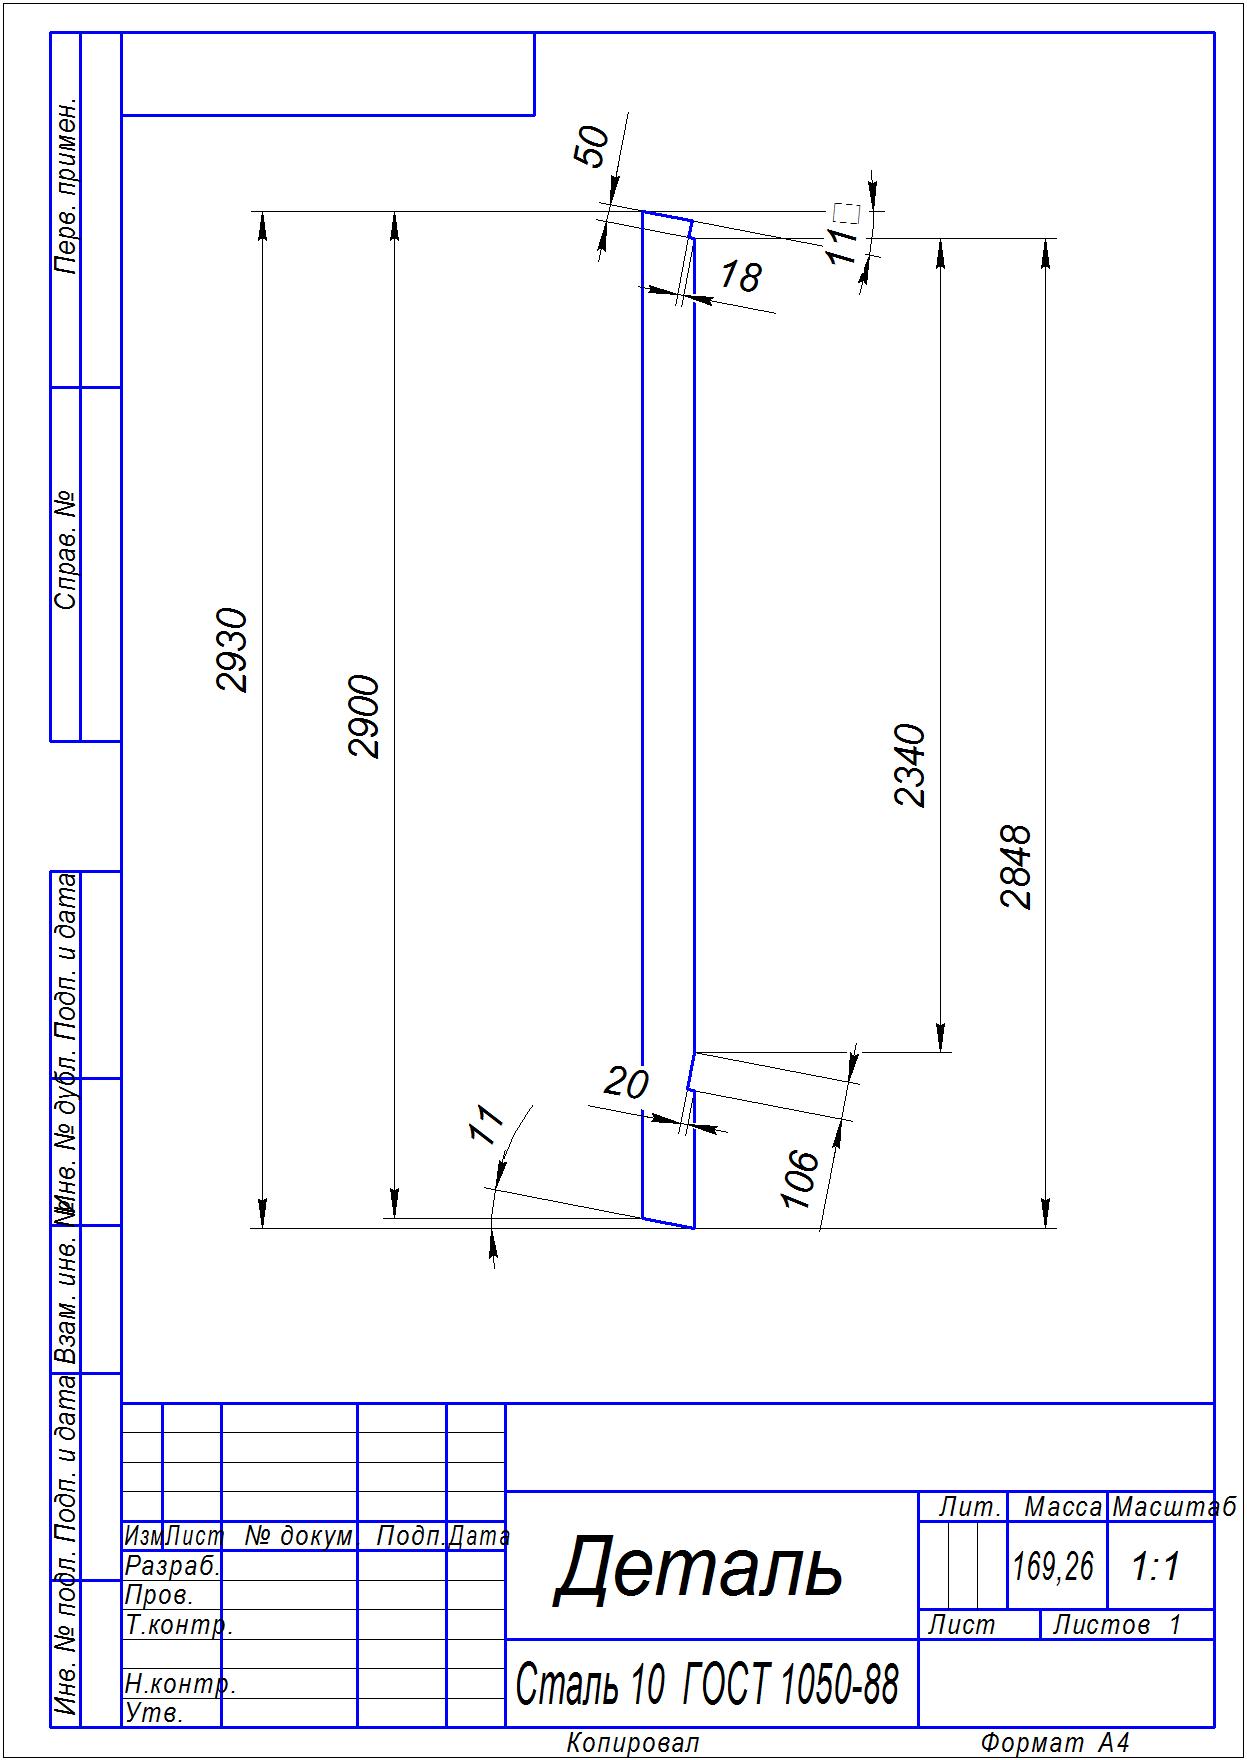 Перв. примен.
Справ. №
Подп. и дата
Инв. № дубл.
Взам. инв. №
Подп. и дата
Инв. № подл.
50
11
18
2930
2900
2340
2848
20
11
106
Изм Лист № докум. Подп. Дата
Разраб.
Пров.
Т.контр.
Н.контр.
Утв.
Деталь
Сталь 10 ГОСТ 1050-88
Лит. Масса Масштаб
169,26 1:1
Лист Листов 1
Копировал Формат А4